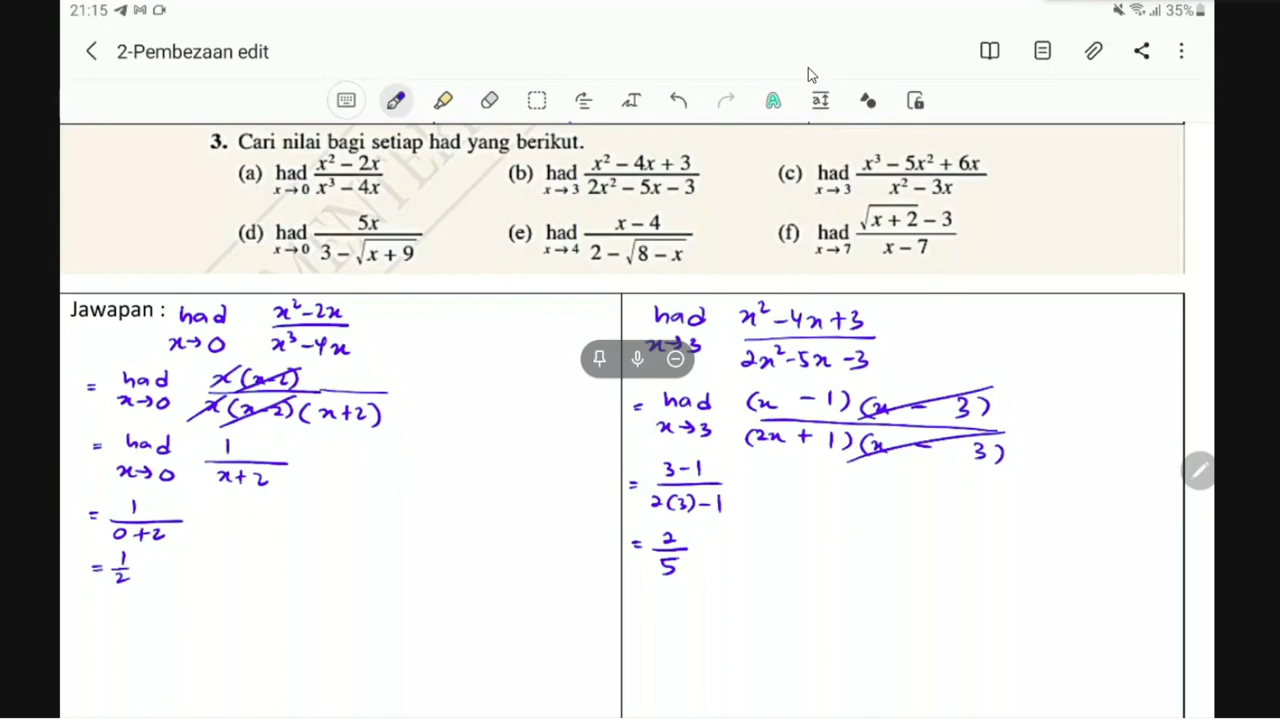 21:15 35%
2-Pembezaan edit
3. Cari nilai bagi setiap had yang berikut.
(a) had x→0 x² − 2x / x³ − 4x
(b) had x→3 x² − 4x + 3 / 2x² − 5x − 3
(c) had x→3 x³ − 5x² + 6x / x² − 3x
(d) had x→0 5x / 3 − √(x + 9)
(e) had x→4 x − 4 / 2 − √(8 − x)
(f) had x→7 √(x + 2) − 3 / x − 7
Jawapan : had x→0 x²-2x / x³-4x
= had x→0 x(x-2) / x(x-2)(x+2)
= had x→0 1 / x+2
= 1 / 0+2
= 1/2
had x→3 x²-4x+3 / 2x²-5x-3
= had x→3 (x - 1)(x - 3) / (2x + 1)(x - 3)
= 3-1 / 2(3)-1
= 2/5